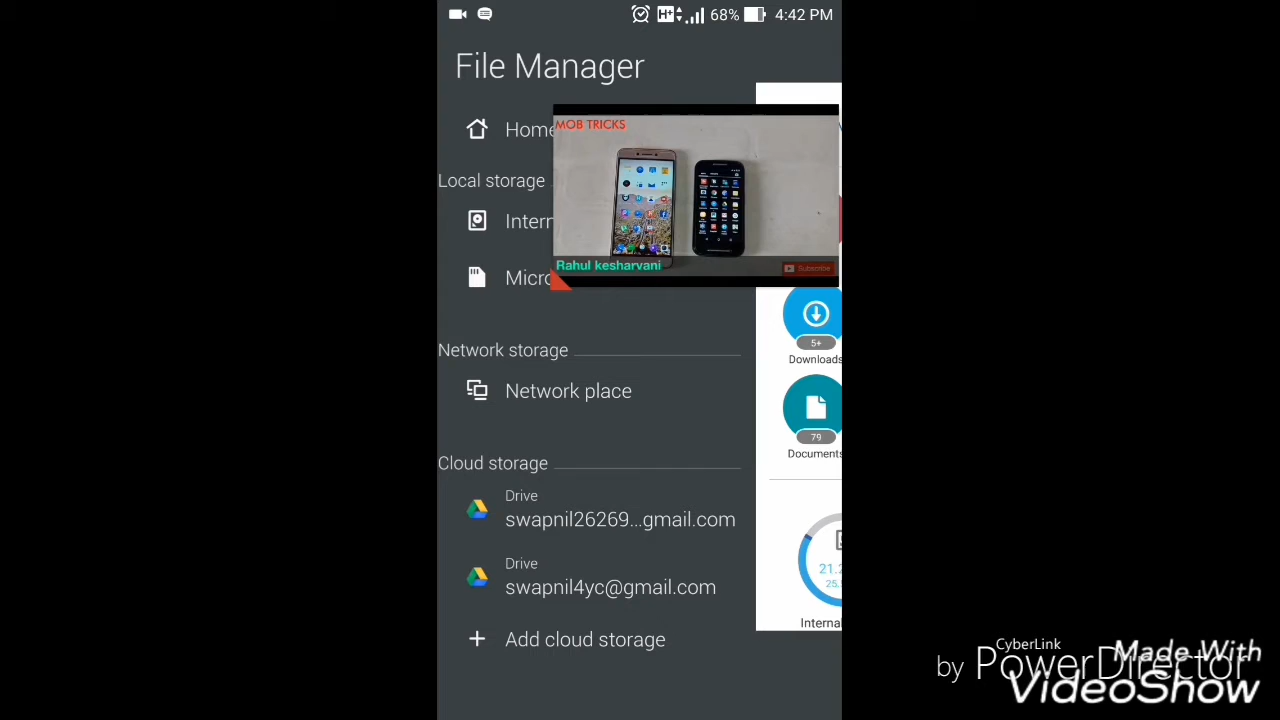 68% 4:42 PM
File Manager
Home
MOB TRICKS
Local storage
Intern
Rahul kesharvani
Subscribe
Micro
Network storage
5+
Downloads
Network place
79
Documents
Cloud storage
Drive
swapnil26269...gmail.com
Drive
swapnil4yc@gmail.com
21.2
25.
Internal
Add cloud storage
CyberLink
by PowerDirector
Made With
VideoShow